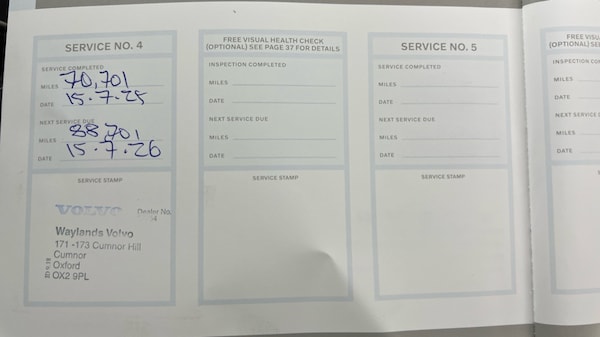 SERVICE NO. 4
SERVICE COMPLETED
MILES 70,701
DATE 15.7.25
NEXT SERVICE DUE
MILES 88,701
DATE 15.7.26
SERVICE STAMP
VOLVO Dealer No.
Waylands Volvo
171 -173 Cumnor Hill
Cumnor
Oxford
OX2 9PL
FREE VISUAL HEALTH CHECK
(OPTIONAL) SEE PAGE 37 FOR DETAILS
INSPECTION COMPLETED
MILES
DATE
NEXT SERVICE DUE
MILES
DATE
SERVICE STAMP
SERVICE NO. 5
SERVICE COMPLETED
MILES
DATE
NEXT SERVICE DUE
MILES
DATE
SERVICE STAMP
FREE
(OPTIONAL)
INSPECTION
MILES
DATE
NEXT SERVICE
MILES
DATE